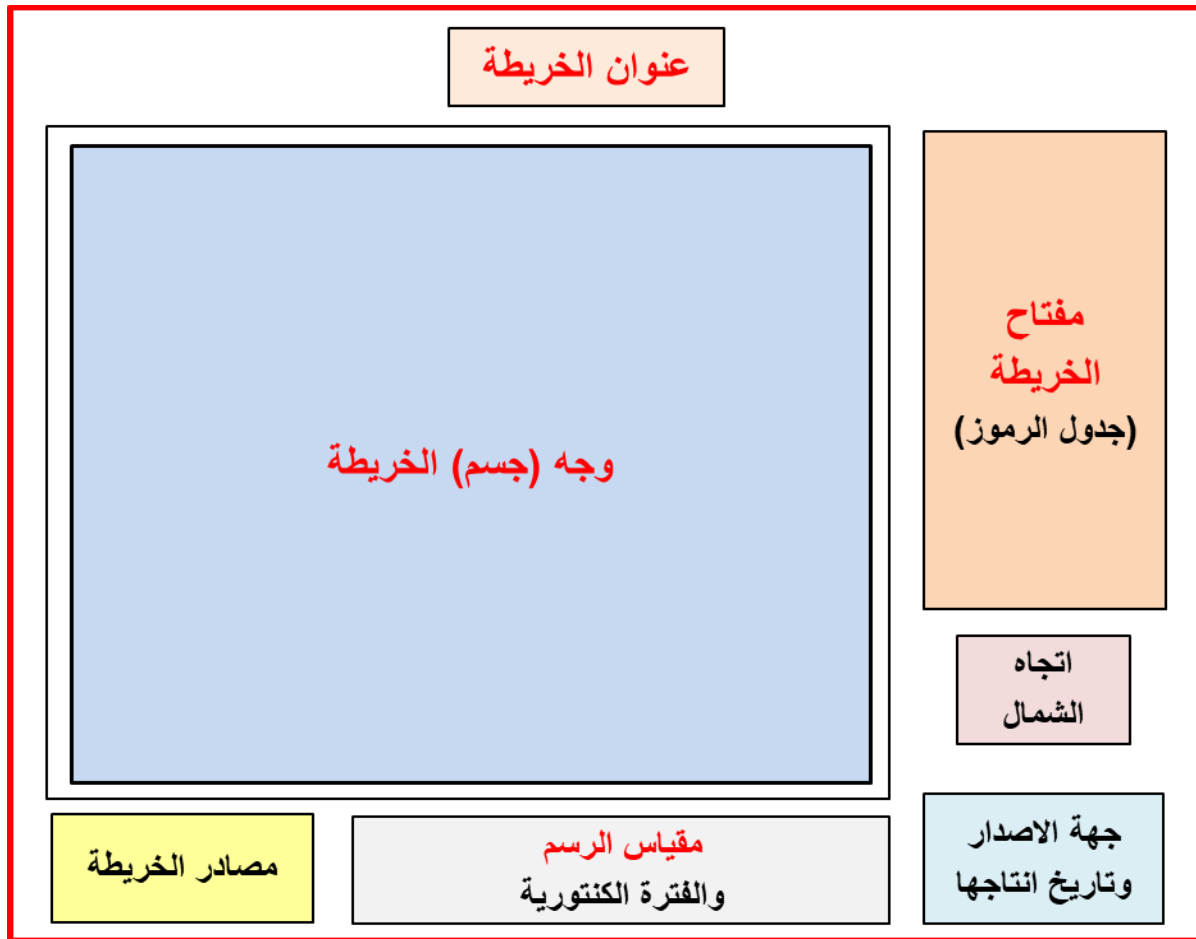 عنوان الخريطة
مفتاح
الخريطة
(جدول الرموز)
وجه (جسم) الخريطة
اتجاه
الشمال
جهة الاصدار
وتاريخ انتاجها
مقياس الرسم
والفترة الكنتورية
مصادر الخريطة